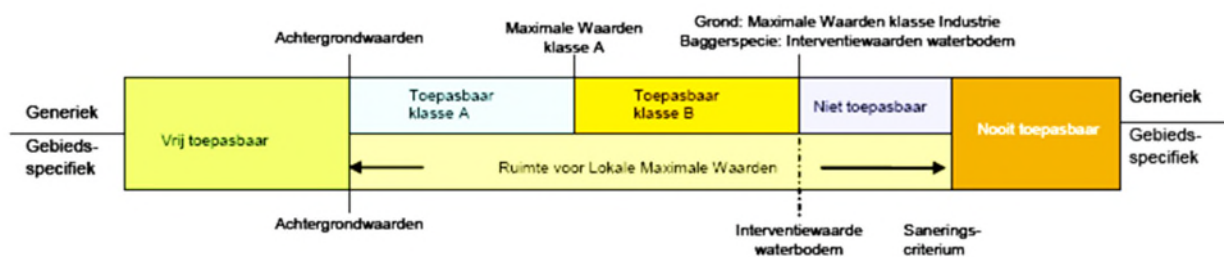 Achtergrondwaarden
Maximale Waarden
klasse A
Grond: Maximale Waarden klasse Industrie
Baggerspecie: Interventiewaarden waterbodem
Generiek
Gebieds-
specifiek
Vrij toepasbaar
Toepasbaar
klasse A
Toepasbaar
klasse B
Niet toepasbaar
Nooit toepasbaar
Generiek
Gebieds-
specifiek
Ruimte voor Lokale Maximale Waarden
Achtergrondwaarden
Interventiewaarde
waterbodem
Sanerings-
criterium